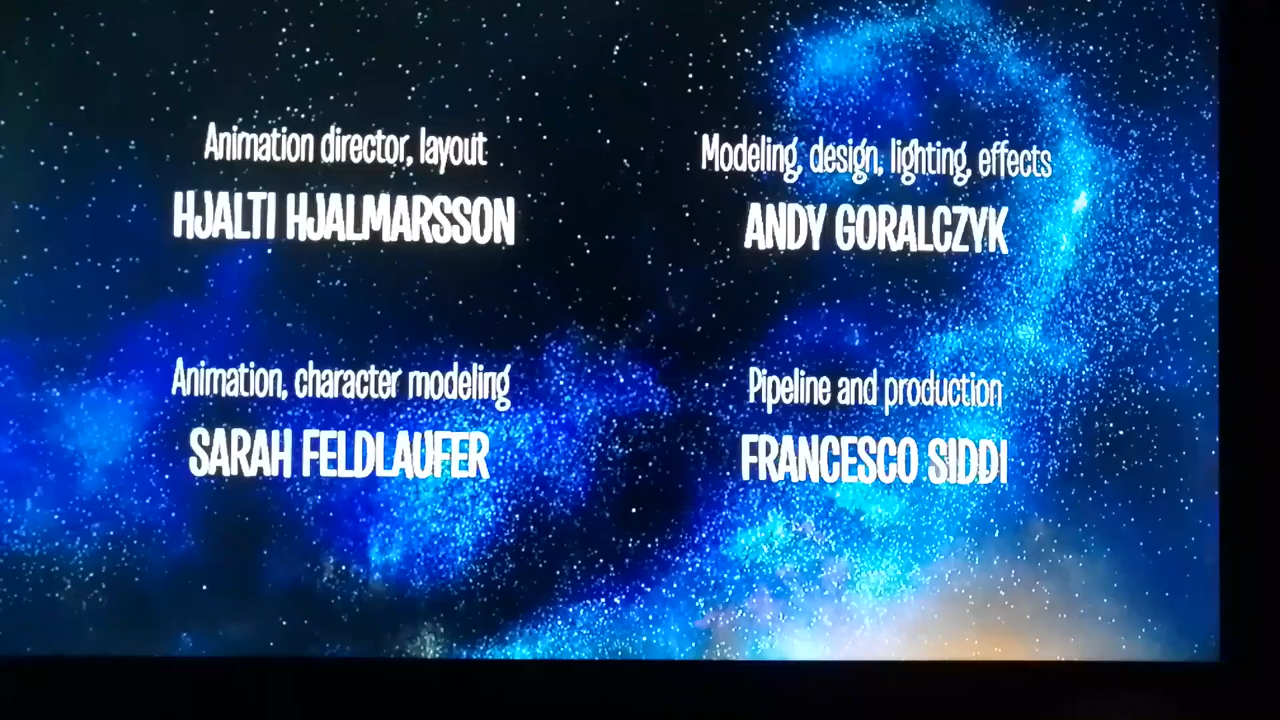 Animation director, layout
HJALTI HJALMARSSON
Modeling, design, lighting, effects
ANDY GORALCZYK
Animation, character modeling
SARAH FELDLAUFER
Pipeline and production
FRANCESCO SIDDI